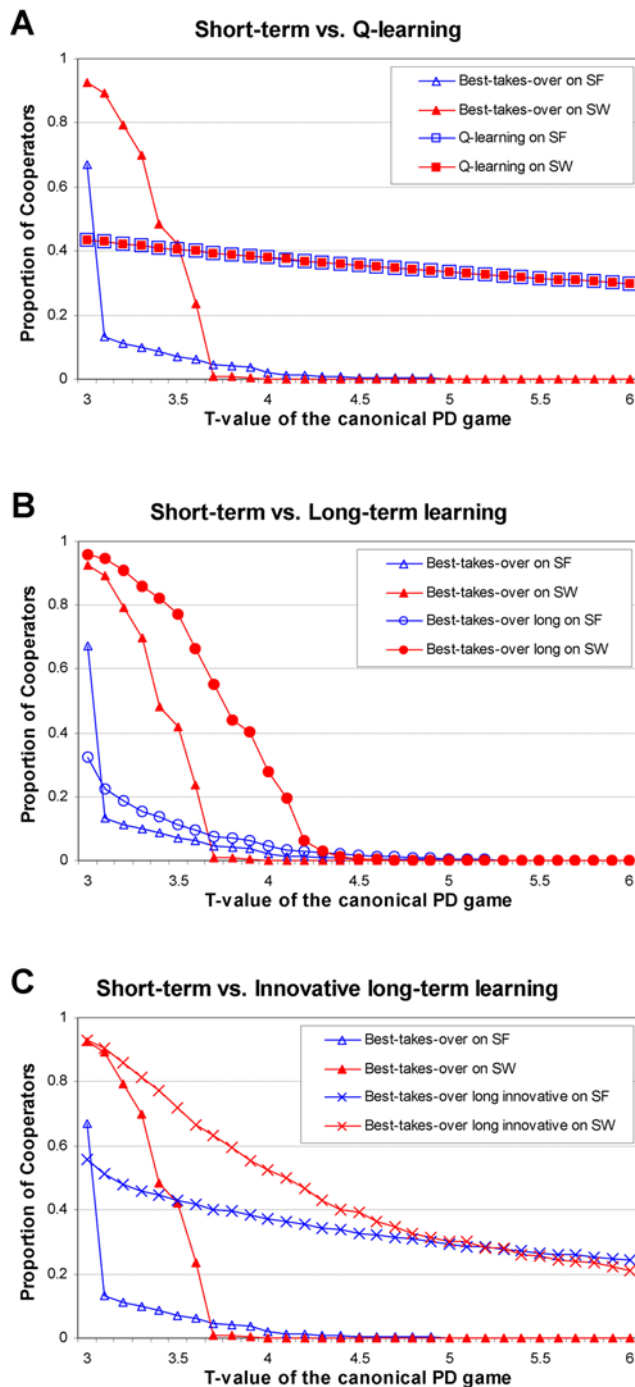 A
Short-term vs. Q-learning
Proportion of Cooperators
1
0.8
0.6
0.4
0.2
0
Best-takes-over on SF
Best-takes-over on SW
Q-learning on SF
Q-learning on SW
3 3.5 4 4.5 5 5.5 6
T-value of the canonical PD game
B
Short-term vs. Long-term learning
Proportion of Cooperators
1
0.8
0.6
0.4
0.2
0
Best-takes-over on SF
Best-takes-over on SW
Best-takes-over long on SF
Best-takes-over long on SW
3 3.5 4 4.5 5 5.5 6
T-value of the canonical PD game
C
Short-term vs. Innovative long-term learning
Proportion of Cooperators
1
0.8
0.6
0.4
0.2
0
Best-takes-over on SF
Best-takes-over on SW
Best-takes-over long innovative on SF
Best-takes-over long innovative on SW
3 3.5 4 4.5 5 5.5 6
T-value of the canonical PD game